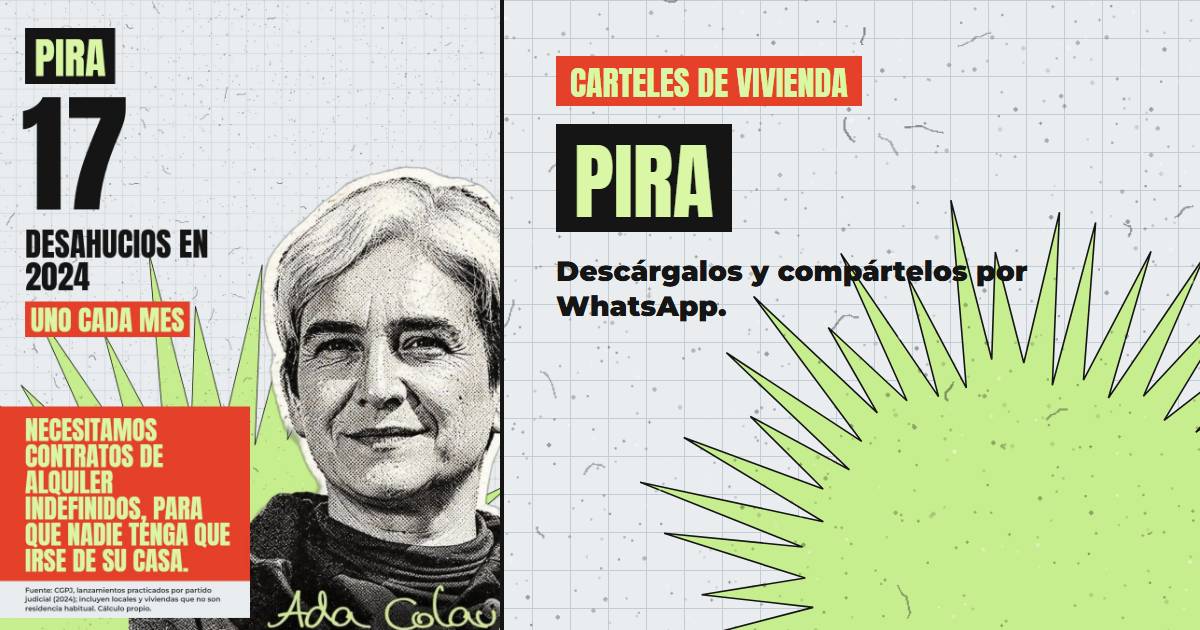 PIRA
17
DESAHUCIOS EN
2024
UNO CADA MES
NECESITAMOS
CONTRATOS DE
ALQUILER
INDEFINIDOS, PARA
QUE NADIE TENGA QUE
IRSE DE SU CASA.
Fuente: CGPJ, lanzamientos practicados por partido
judicial (2024); incluyen locales y viviendas que no son
residencia habitual. Cálculo propio.
Ada Colau
CARTELES DE VIVIENDA
PIRA
Descárgalos y compártelos por
WhatsApp.